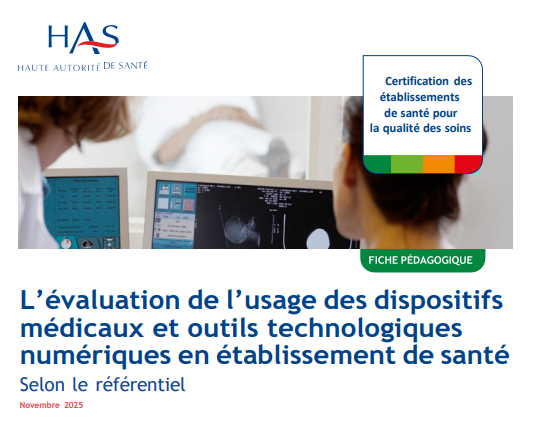 HAS
HAUTE AUTORITÉ DE SANTÉ
Certification des
établissements
de santé pour
la qualité des soins
FICHE PÉDAGOGIQUE
L’évaluation de l’usage des dispositifs
médicaux et outils technologiques
numériques en établissement de santé
Selon le référentiel
Novembre 2025